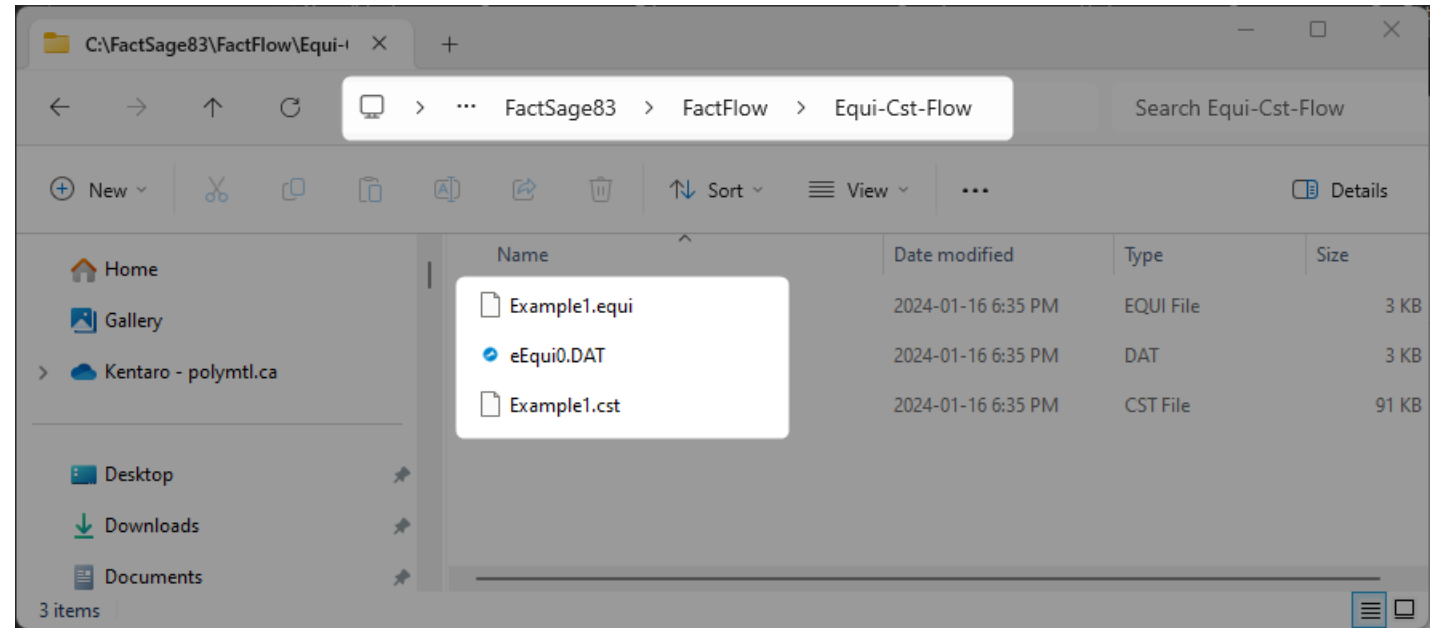 C:\FactSage83\FactFlow\Equi-
FactSage83 > FactFlow > Equi-Cst-Flow
Search Equi-Cst-Flow
New
Sort
View
Details
Name Date modified Type Size
Example1.equi 2024-01-16 6:35 PM EQUI File 3 KB
eEqui0.DAT 2024-01-16 6:35 PM DAT 3 KB
Example1.cst 2024-01-16 6:35 PM CST File 91 KB
Home
Gallery
Kentaro - polymtl.ca
Desktop
Downloads
Documents
3 items